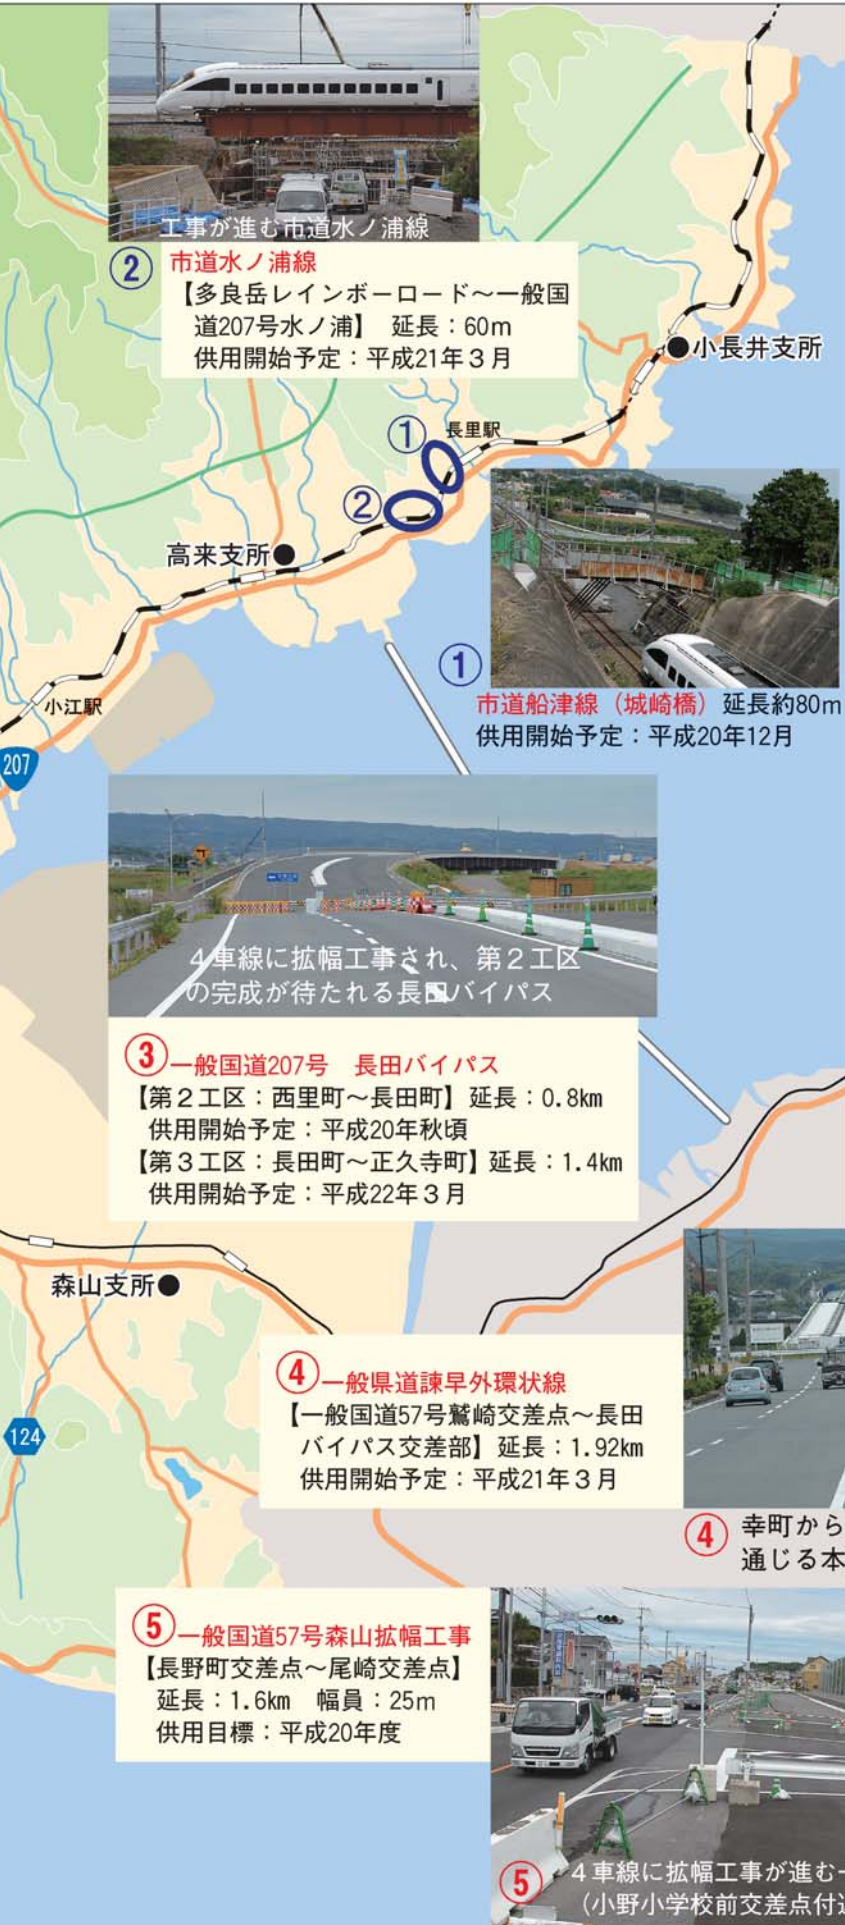 工事が進む市道水ノ浦線
② 市道水ノ浦線
【多良岳レインボーロード～一般国
道207号水ノ浦】 延長：60m
供用開始予定：平成21年３月
小長井支所
①
長里駅
②
高来支所
①
市道船津線（城崎橋）延長約80m
供用開始予定：平成20年12月
小江駅
207
４車線に拡幅工事され、第２工区
の完成が待たれる長田バイパス
③一般国道207号 長田バイパス
【第２工区：西里町～長田町】延長：0.8km
供用開始予定：平成20年秋頃
【第３工区：長田町～正久寺町】延長：1.4km
供用開始予定：平成22年３月
森山支所
④一般県道諫早外環状線
【一般国道57号鷲崎交差点～長田
バイパス交差部】延長：1.92km
供用開始予定：平成21年３月
124
④ 幸町から
通じる本
⑤一般国道57号森山拡幅工事
【長野町交差点～尾崎交差点】
延長：1.6km 幅員：25m
供用目標：平成20年度
⑤ ４車線に拡幅工事が進む
（小野小学校前交差点付